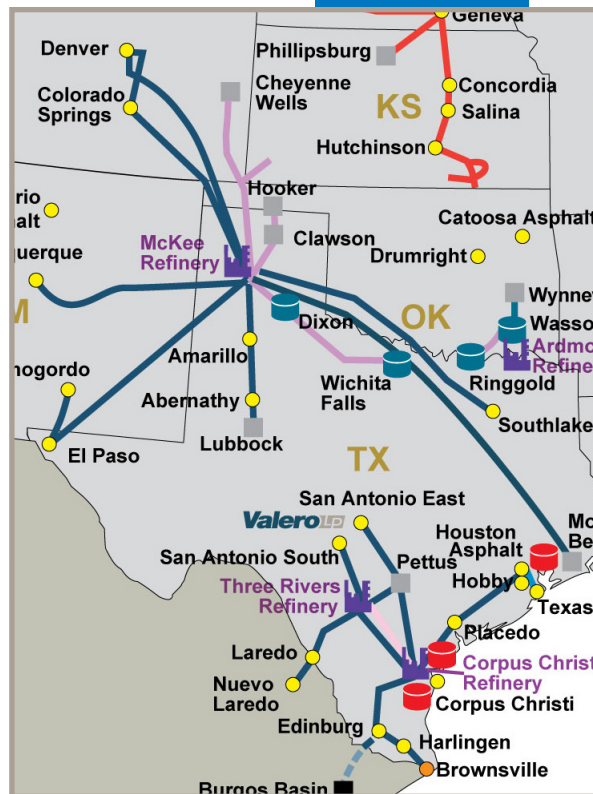 Geneva
Denver
Phillipsburg
Cheyenne
Wells
Concordia
Colorado
Springs
KS
Salina
Hutchinson
Hooker
Catoosa Asphalt
McKee
Refinery
Clawson
Drumright
OK
Dixon
Amarillo
Wichita
Falls
Ringgold
Abernathy
Southlake
Lubbock
El Paso
TX
San Antonio East
Valero LP
Houston
Asphalt
San Antonio South
Pettus
Hobby
Three Rivers
Refinery
Texas
Placedo
Laredo
Corpus Christ
Refinery
Nuevo
Laredo
Corpus Christi
Edinburg
Harlingen
Brownsville
Burgos Basin